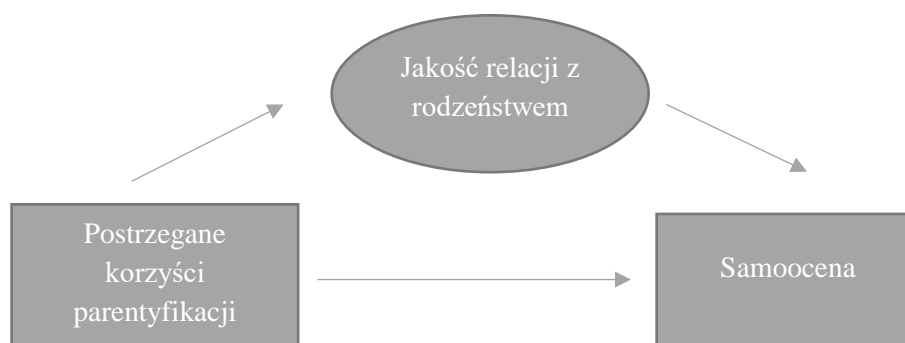 Jakość relacji z
rodzeństwem
Postrzegane
korzyści
parentyfikacji
Samoocena